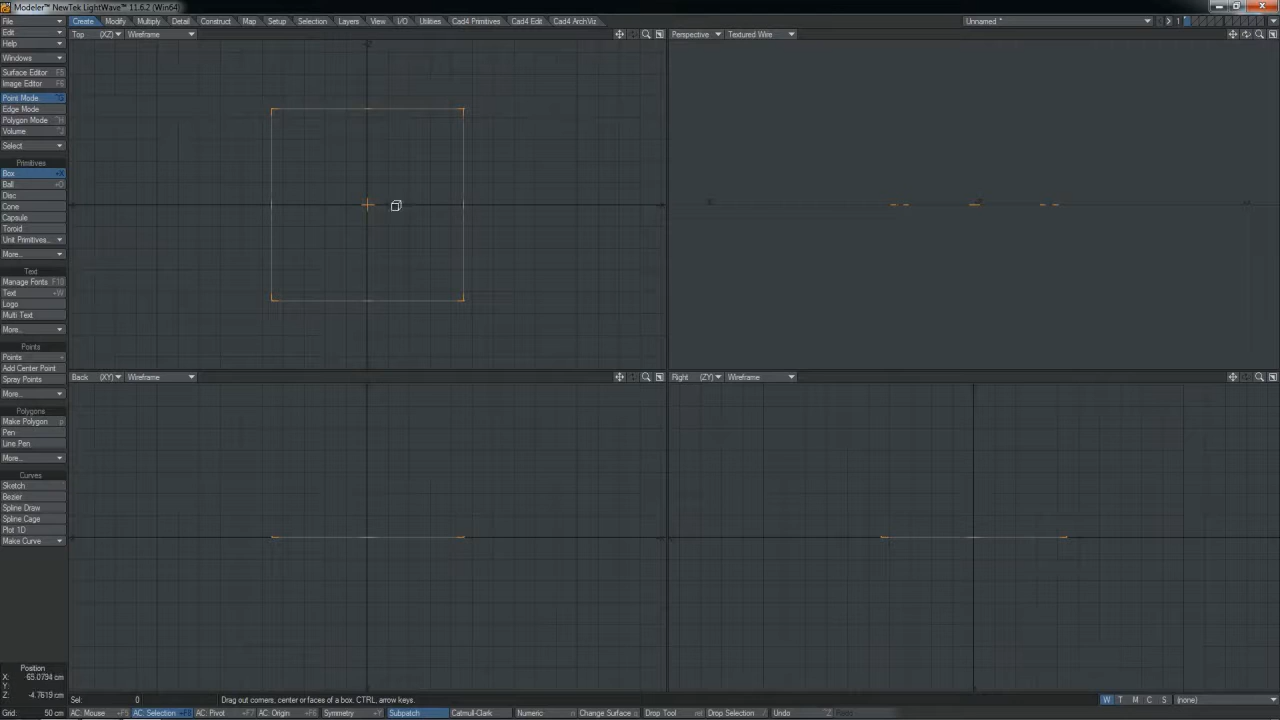 Modeler™ NewTek LightWave™ 11.6.2 (Win64)
File Create Modify Multiply Detail Construct Map Setup Selection Layers View I/O Utilities Cad4 Primitives Cad4 Edit Cad4 ArchViz Unnamed * 1
Edit
Top (XZ) Wireframe Perspective Textured Wire
Help
Windows
Surface Editor F5
Image Editor F6
Point Mode ^G
Edge Mode
Polygon Mode ^H
Volume ^J
Select
Primitives
Box +X
Ball +O
Disc
Cone
Capsule
Toroid
Unit Primitives...
More...
Text
Manage Fonts F10
Text +W
Logo
Multi Text
More...
Points
Points +
Add Center Point
Spray Points
Back (XY) Wireframe Right (ZY) Wireframe
More...
Polygons
Make Polygon p
Pen
Line Pen
More...
Curves
Sketch
Bezier
Spline Draw
Spline Cage
Plot 1D
Make Curve
Position
X: -65.0794 cm
Y:
Z: -4.7619 cm
Sel: 0 Drag out corners, center or faces of a box. CTRL, arrow keys. W T M C S (none)
Grid: 50 cm AC: Mouse +F5 AC: Selection AC: Pivot +F7 AC: Origin +F6 Symmetry +Y Subpatch Catmull-Clark Numeric n Change Surface q Drop Tool Drop Selection / Undo ^Z